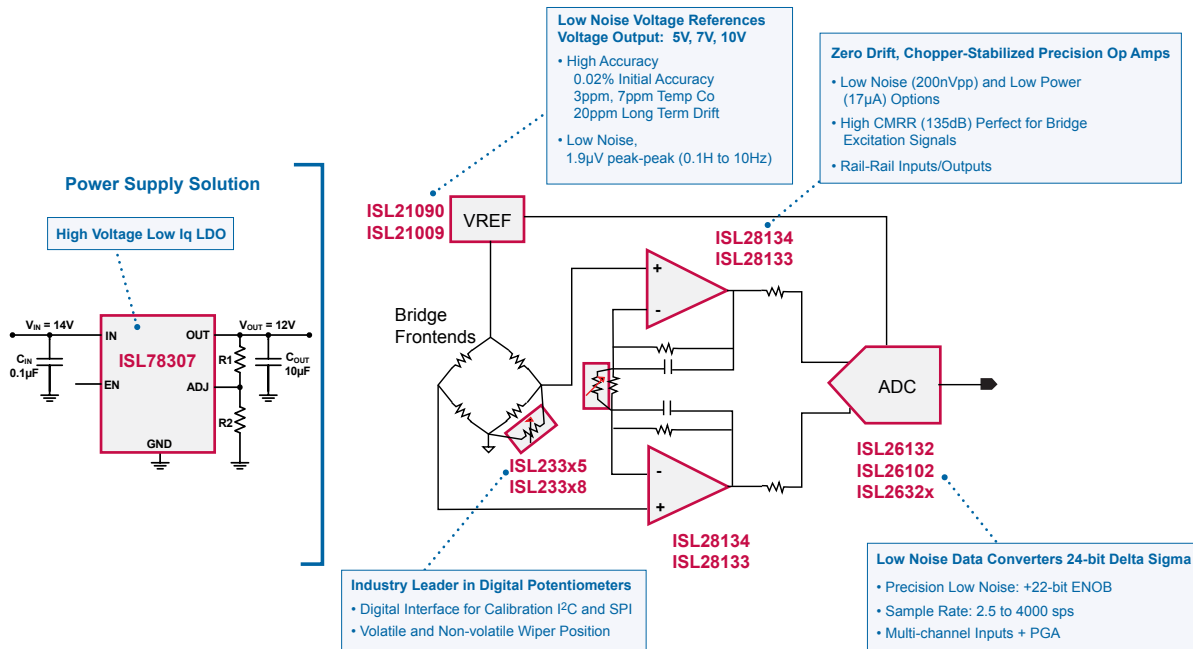 Low Noise Voltage References
Voltage Output: 5V, 7V, 10V
• High Accuracy
0.02% Initial Accuracy
3ppm, 7ppm Temp Co
20ppm Long Term Drift
• Low Noise,
1.9µV peak-peak (0.1H to 10Hz)
Zero Drift, Chopper-Stabilized Precision Op Amps
• Low Noise (200nVpp) and Low Power
(17µA) Options
• High CMRR (135dB) Perfect for Bridge
Excitation Signals
• Rail-Rail Inputs/Outputs
Power Supply Solution
High Voltage Low Iq LDO
VIN = 14V
IN
OUT
VOUT = 12V
ISL78307
CIN
0.1µF
R1
COUT
10µF
EN
ADJ
R2
GND
ISL21090
ISL21009
VREF
ISL28134
ISL28133
Bridge
Frontends
+
-
ADC
ISL233x5
ISL233x8
-
+
ISL28134
ISL28133
ISL26132
ISL26102
ISL2632x
Industry Leader in Digital Potentiometers
• Digital Interface for Calibration I²C and SPI
• Volatile and Non-volatile Wiper Position
Low Noise Data Converters 24-bit Delta Sigma
• Precision Low Noise: +22-bit ENOB
• Sample Rate: 2.5 to 4000 sps
• Multi-channel Inputs + PGA